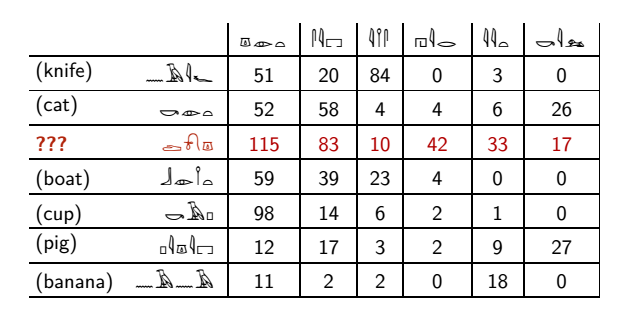 (knife) 51 20 84 0 3 0
(cat) 52 58 4 4 6 26
??? 115 83 10 42 33 17
(boat) 59 39 23 4 0 0
(cup) 98 14 6 2 1 0
(pig) 12 17 3 2 9 27
(banana) 11 2 2 0 18 0